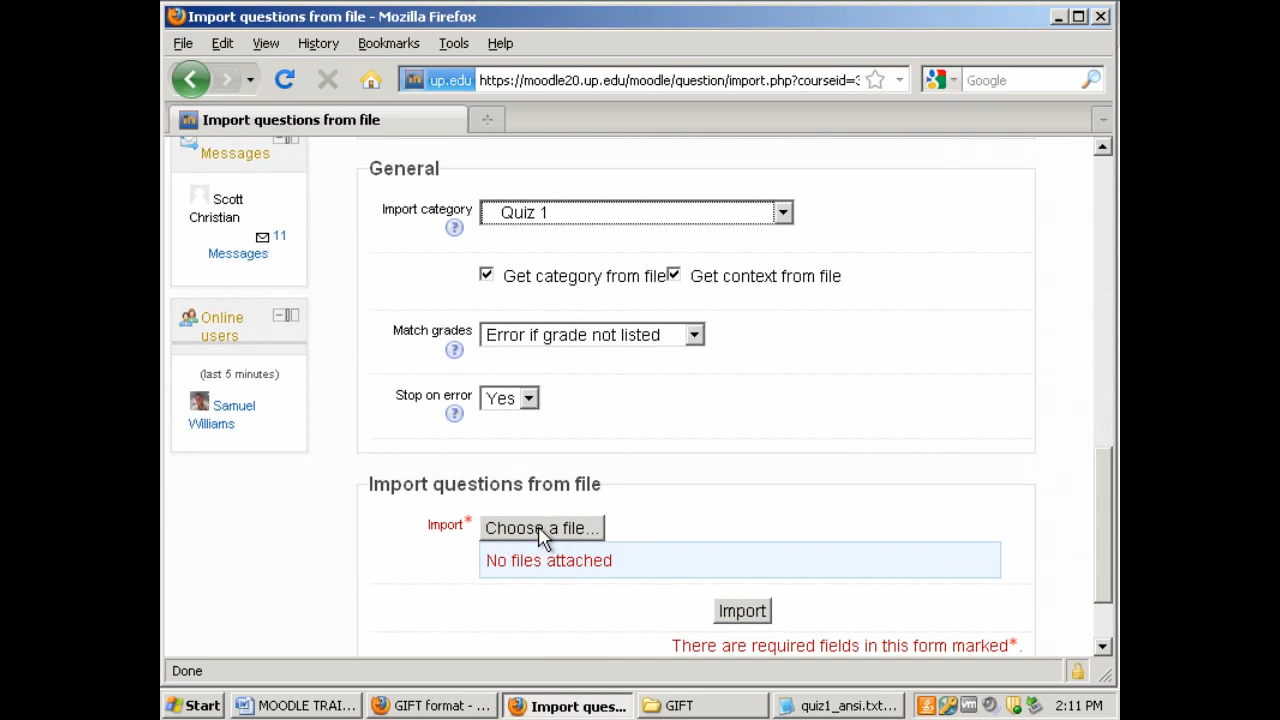 Import questions from file - Mozilla Firefox
File Edit View History Bookmarks Tools Help
up.edu https://moodle20.up.edu/moodle/question/import.php?courseid=3 Google
Import questions from file
Messages
Scott
Christian
11
Messages
Online
users
(last 5 minutes)
Samuel
Williams
General
Import category Quiz 1
Get category from file Get context from file
Match grades Error if grade not listed
Stop on error Yes
Import questions from file
Import* Choose a file...
No files attached
Import
There are required fields in this form marked*.
Done
Start MOODLE TRAI... GIFT format - ... Import ques... GIFT quiz1_ansi.txt... 2:11 PM